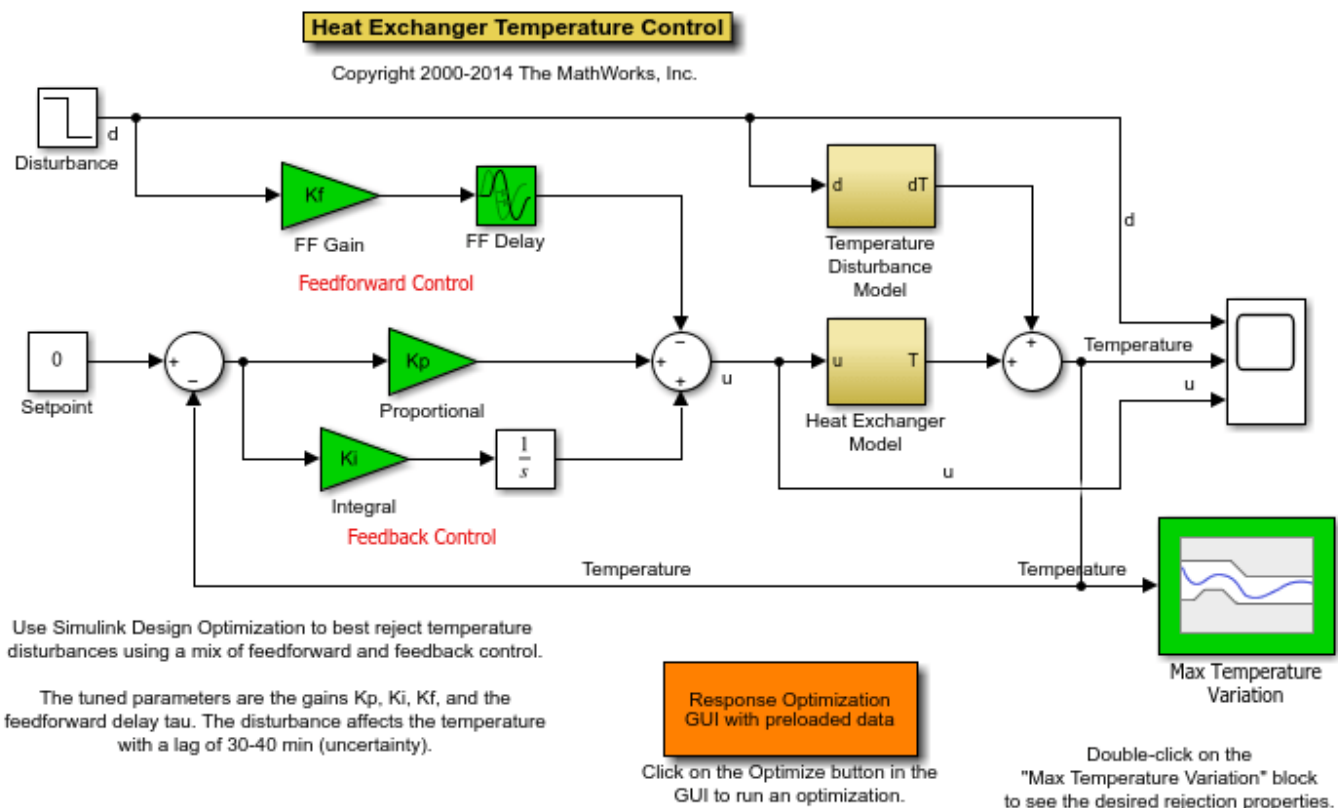 Heat Exchanger Temperature Control
Copyright 2000-2014 The MathWorks, Inc.
d
Disturbance
Kf
FF Gain
FF Delay
Feedforward Control
d
dT
Temperature
Disturbance
Model
d
0
Setpoint
+
−
Kp
Proportional
Ki
Integral
1
s
Feedback Control
−
+
+
u
u
T
Heat Exchanger
Model
+
+
Temperature
u
u
Temperature
Temperature
Max Temperature
Variation
Use Simulink Design Optimization to best reject temperature
disturbances using a mix of feedforward and feedback control.
The tuned parameters are the gains Kp, Ki, Kf, and the
feedforward delay tau. The disturbance affects the temperature
with a lag of 30-40 min (uncertainty).
Response Optimization
GUI with preloaded data
Click on the Optimize button in the
GUI to run an optimization.
Double-click on the
"Max Temperature Variation" block
to see the desired rejection properties.